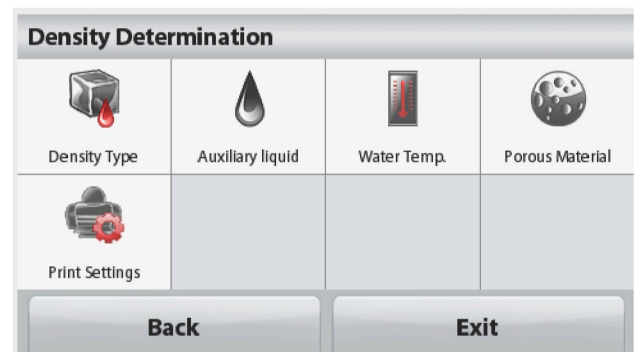 Density Determination
Density Type
Auxiliary liquid
Water Temp.
Porous Material
Print Settings
Back
Exit